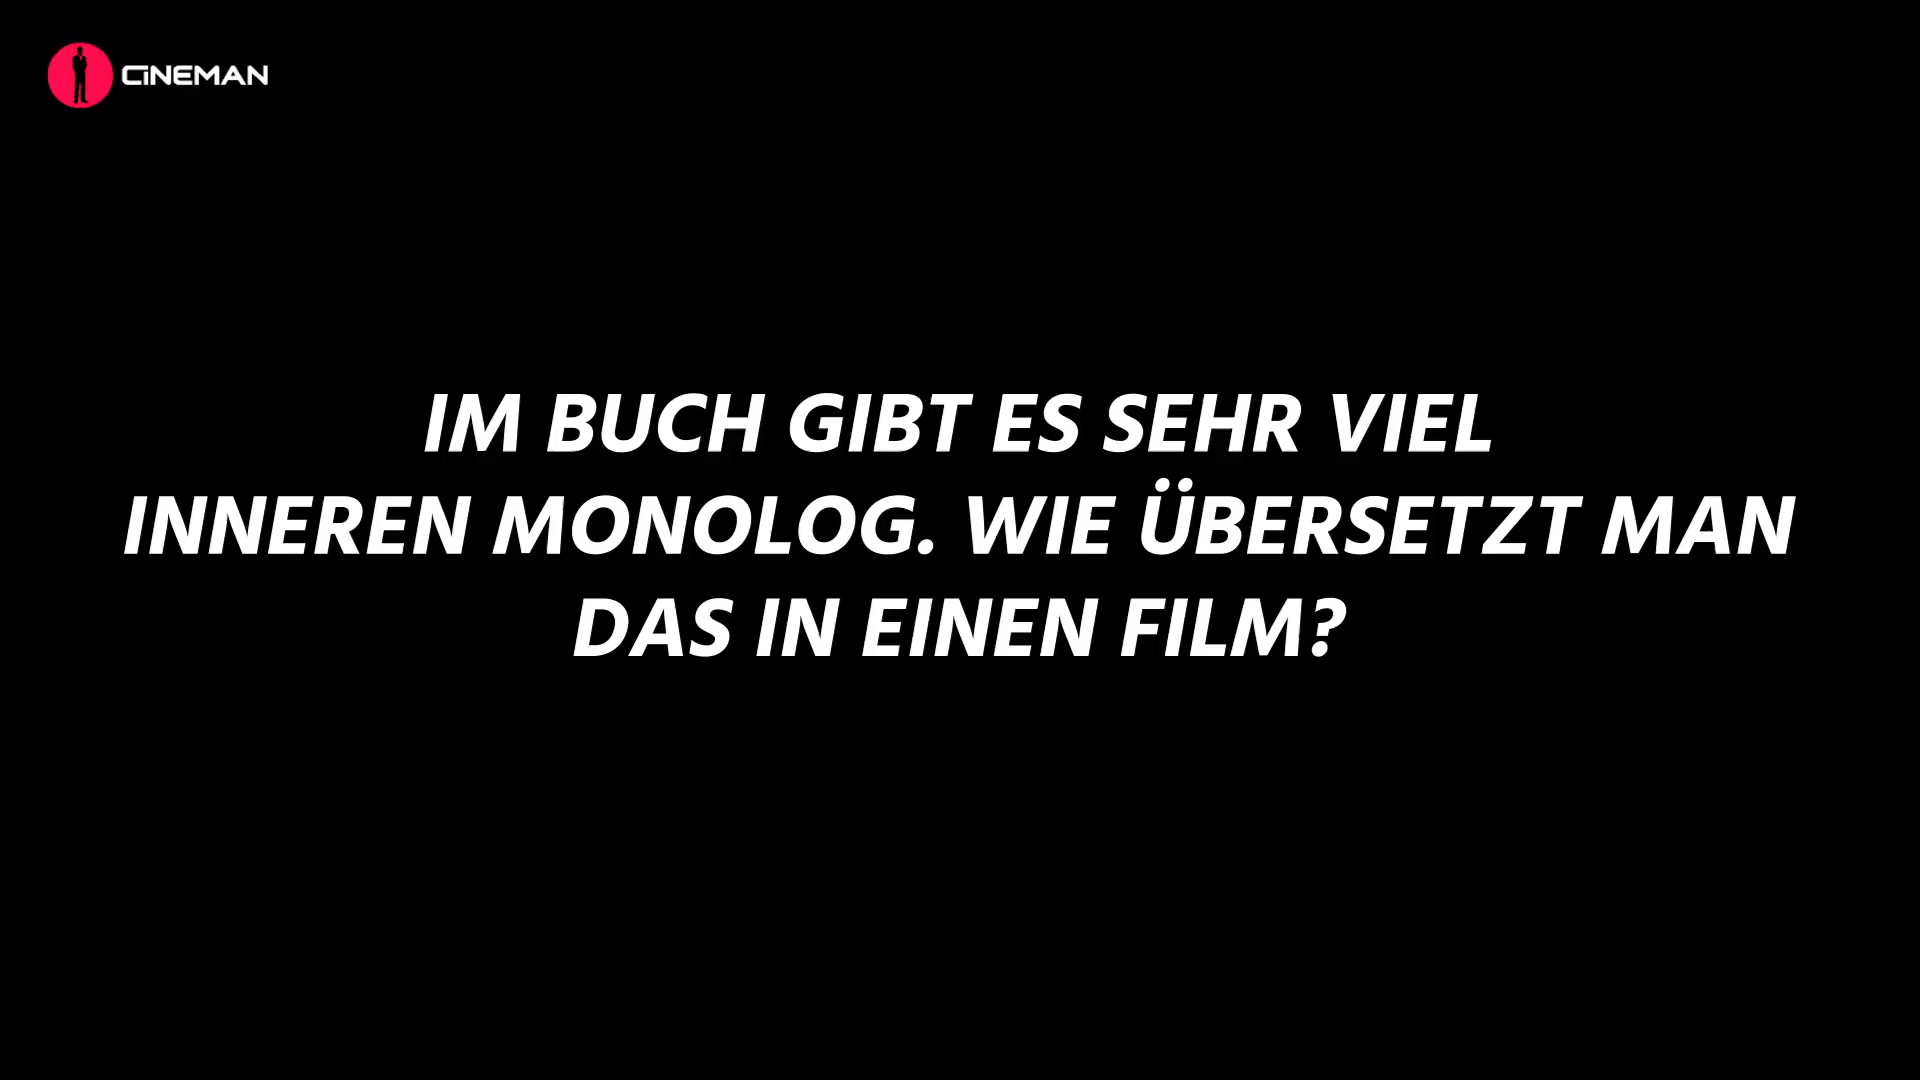 CINEMAN
IM BUCH GIBT ES SEHR VIEL
INNEREN MONOLOG. WIE ÜBERSETZT MAN
DAS IN EINEN FILM?